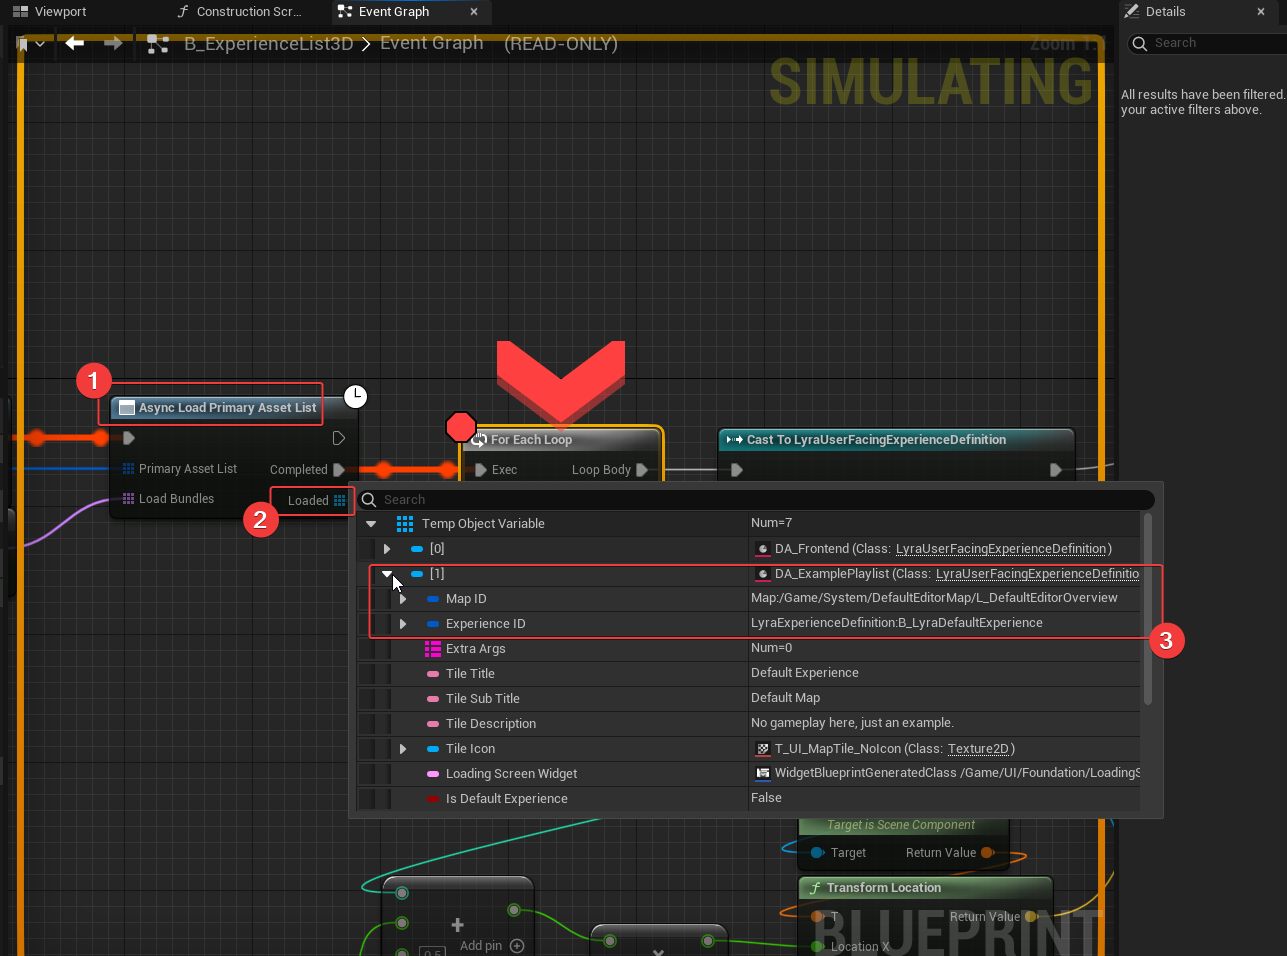 Viewport
Construction Scr...
Event Graph
Details
B_ExperienceList3D > Event Graph (READ-ONLY)
Zoom 1:
Search
SIMULATING
All results have been filtered.
your active filters above.
1
Async Load Primary Asset List
For Each Loop
Cast To LyraUserFacingExperienceDefinition
Primary Asset List
Completed
Exec
Loop Body
Load Bundles
Loaded
2
Search
Temp Object Variable
Num=7
[0]
DA_Frontend (Class: LyraUserFacingExperienceDefinition)
[1]
DA_ExamplePlaylist (Class: LyraUserFacingExperienceDefinitio
Map ID
Map:/Game/System/DefaultEditorMap/L_DefaultEditorOverview
Experience ID
LyraExperienceDefinition:B_LyraDefaultExperience
3
Extra Args
Num=0
Tile Title
Default Experience
Tile Sub Title
Default Map
Tile Description
No gameplay here, just an example.
Tile Icon
T_UI_MapTile_NoIcon (Class: Texture2D)
Loading Screen Widget
WidgetBlueprintGeneratedClass /Game/UI/Foundation/LoadingS
Is Default Experience
False
Target is Scene Component
Target
Return Value
Transform Location
T
Return Value
Location X
Add pin
0.5
BLUEPRINT